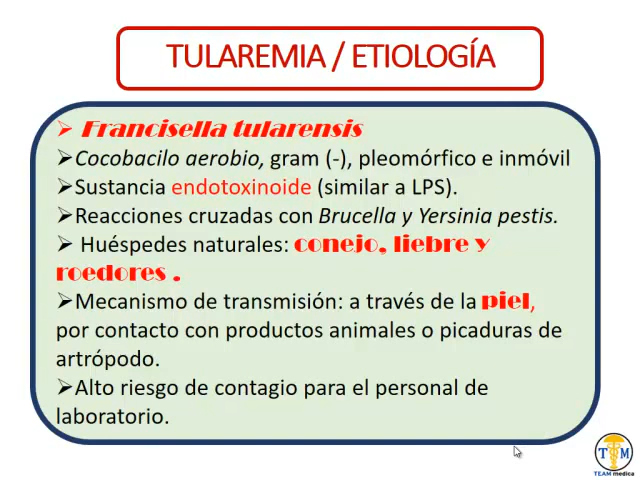 TULAREMIA / ETIOLOGÍA
➢ Francisella tularensis
➢Cocobacilo aerobio, gram (-), pleomórfico e inmóvil
➢Sustancia endotoxinoide (similar a LPS).
➢Reacciones cruzadas con Brucella y Yersinia pestis.
➢ Huéspedes naturales: conejo, liebre y
roedores .
➢Mecanismo de transmisión: a través de la piel,
por contacto con productos animales o picaduras de
artrópodo.
➢Alto riesgo de contagio para el personal de
laboratorio.
T M
TEAM medica